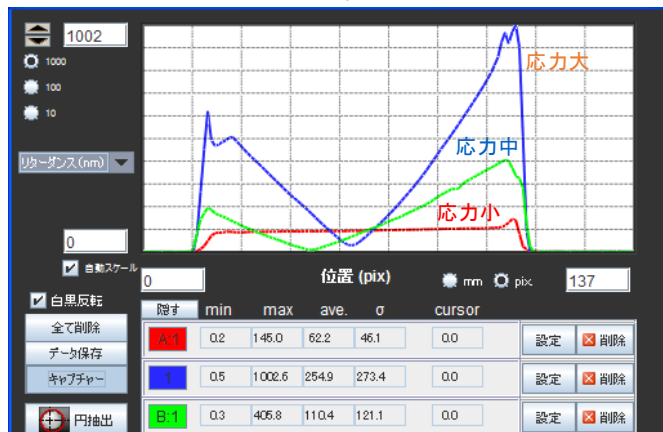 1002
1000
100
10
リターダンス(nm)
0
自動スケール
白黒反転
全て削除
データ保存
キャプチャー
円抽出
応力大
応力中
応力小
0
位置 (pix)
mm
pix.
137
隠す min max ave. σ cursor
A:1 0.2 145.0 62.2 46.1 0.0 設定 削除
1 0.5 1002.6 254.9 273.4 0.0 設定 削除
B:1 0.3 405.8 110.4 121.1 0.0 設定 削除